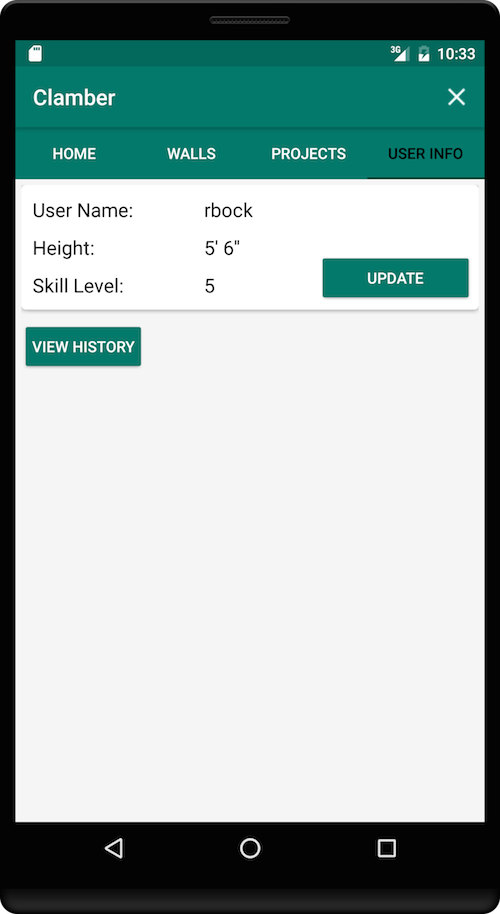 3G 10:33
Clamber
HOME WALLS PROJECTS USER INFO
User Name: rbock
Height: 5' 6"
Skill Level: 5
UPDATE
VIEW HISTORY